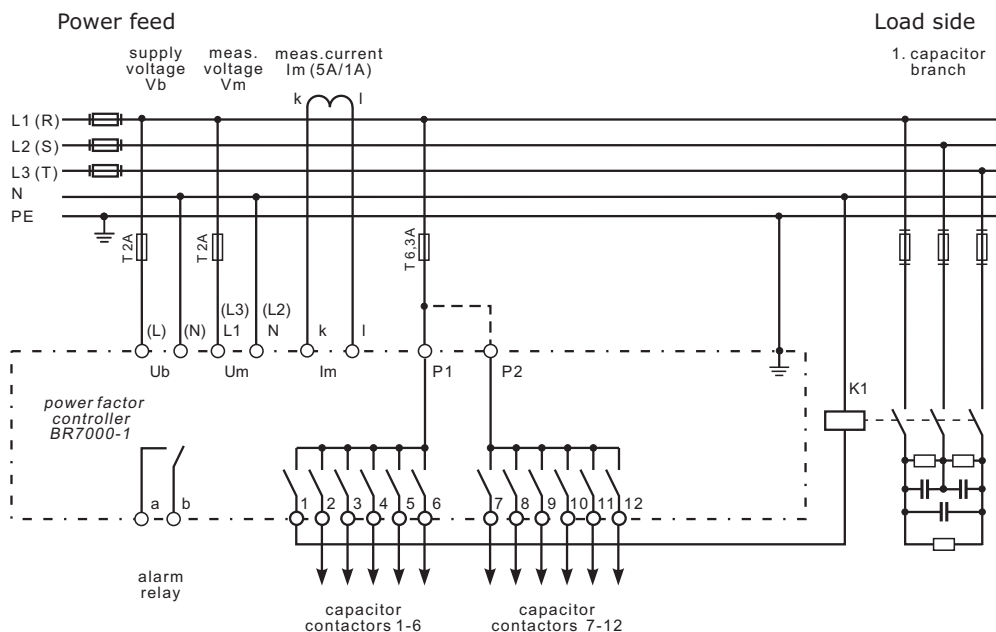 Power feed
Load side
supply
voltage
Vb
meas.
voltage
Vm
meas.current
Im (5A/1A)
1. capacitor
branch
k
l
L1 (R)
L2 (S)
L3 (T)
N
PE
T 2A
T 2A
T 6,3A
(L)
(N)
(L3)
L1
(L2)
N
k
l
Ub
Um
Im
P1
P2
K1
power factor
controller
BR7000-1
a
b
1
2
3
4
5
6
7
8
9
10
11
12
alarm
relay
capacitor
contactors 1-6
capacitor
contactors 7-12